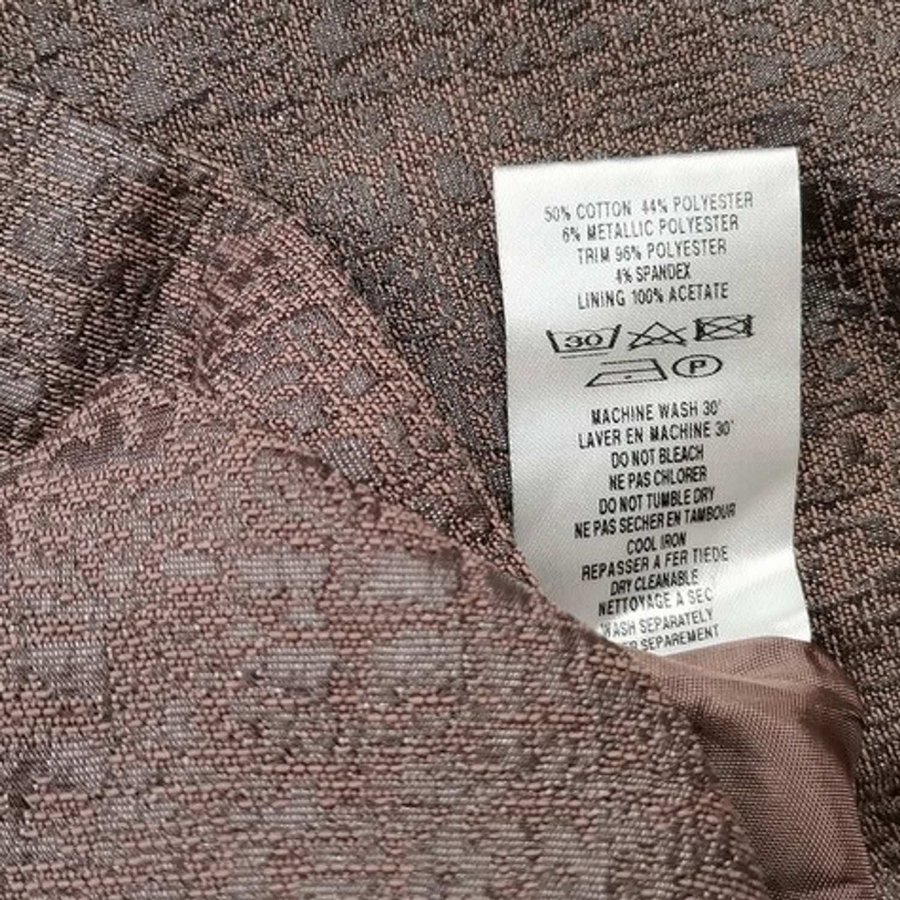 50% COTTON 44% POLYESTER
6% METALLIC POLYESTER
TRIM 96% POLYESTER
4% SPANDEX
LINING 100% ACETATE
30
P
MACHINE WASH 30°
LAVER EN MACHINE 30°
DO NOT BLEACH
NE PAS CHLORER
DO NOT TUMBLE DRY
NE PAS SECHER EN TAMBOUR
COOL IRON
REPASSER A FER TIEDE
DRY CLEANABLE
NETTOYAGE A SEC
WASH SEPARATELY
SEPAREMENT